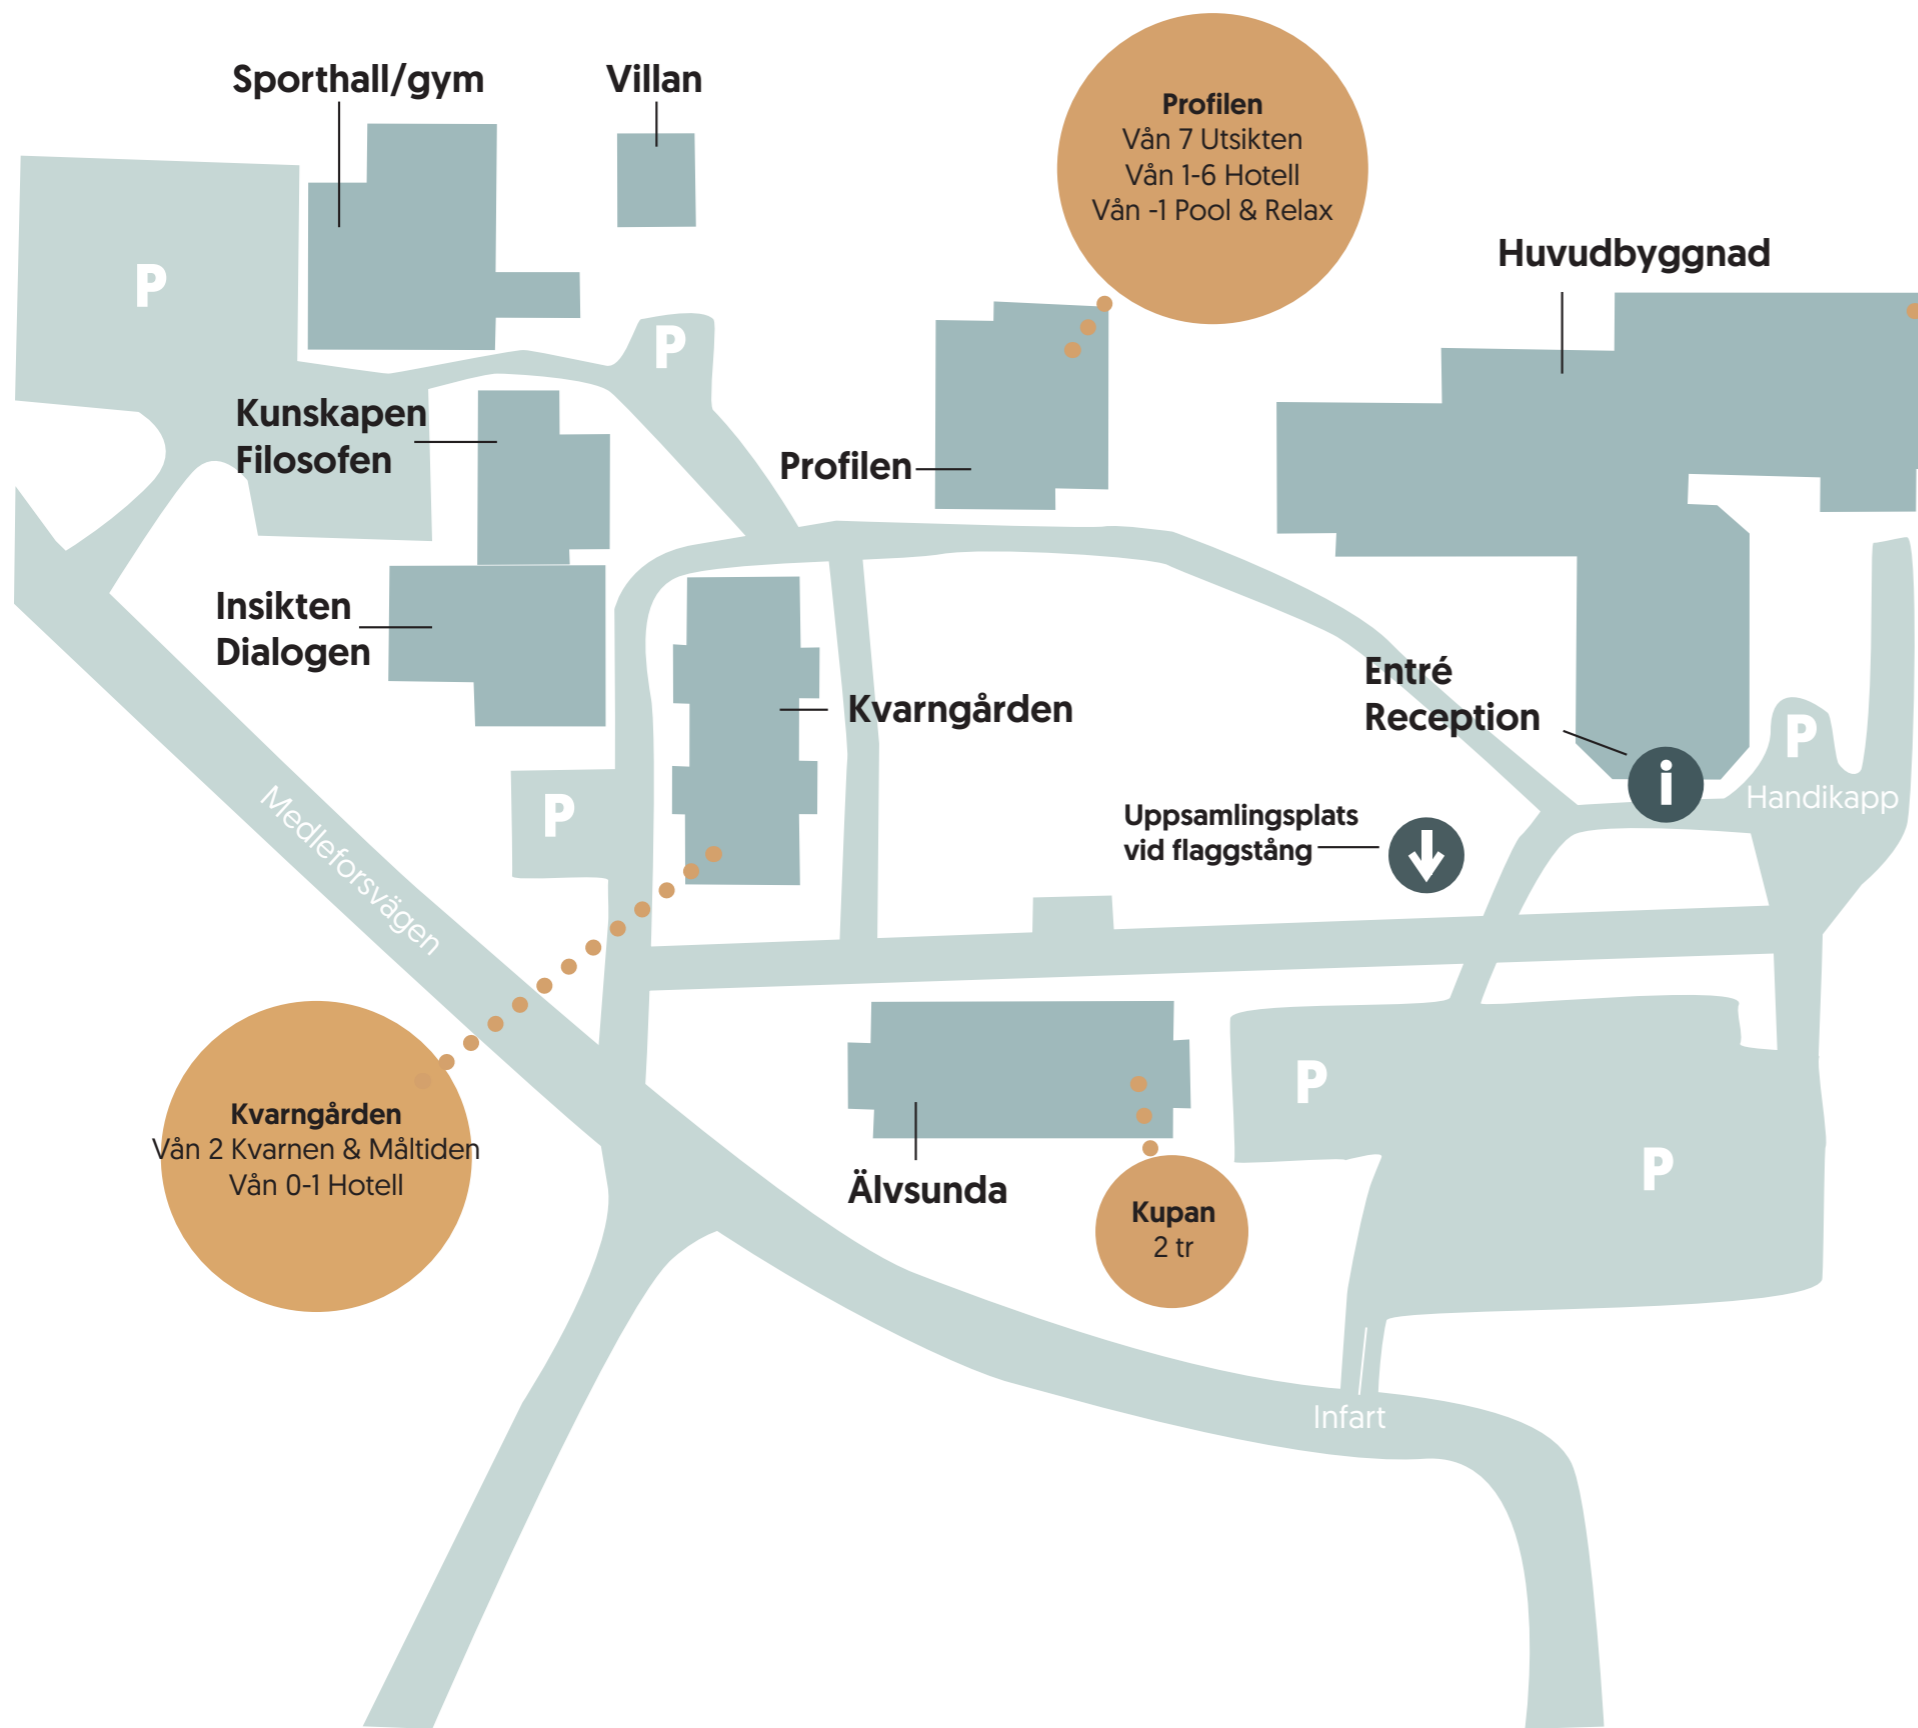 Sporthall/gym
Villan
Profilen
Vån 7 Utsikten
Vån 1-6 Hotell
Vån -1 Pool & Relax
Huvudbyggnad
P
P
Kunskapen
Filosofen
Profilen
Insikten
Dialogen
Kvarngården
Entré
Reception
P
i
Handikapp
P
Uppsamlingsplats
vid flaggstång
Medleforsvägen
Kvarngården
Vån 2 Kvarnen & Måltiden
Vån 0-1 Hotell
P
P
Älvsunda
Kupan
2 tr
Infart